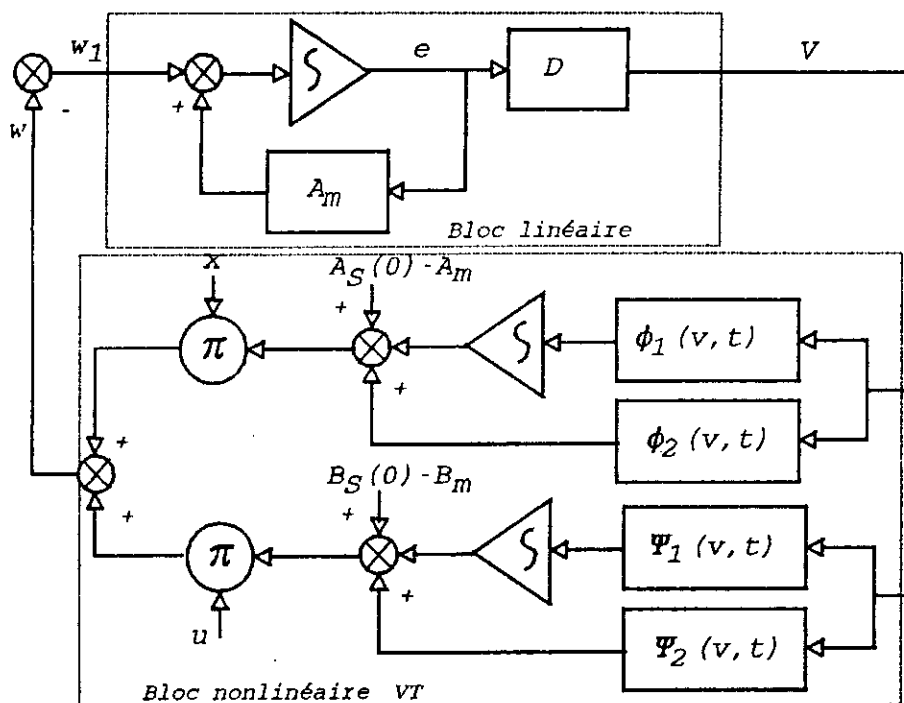 w1 e D V
+
w -
Am
Bloc linéaire
x AS(0)-Am
+
π ∫ ϕ1(v,t)
+
ϕ2(v,t)
+
BS(0)-Bm
+ +
π ∫ Ψ1(v,t)
+
u Ψ2(v,t)
Bloc nonlinéaire VT